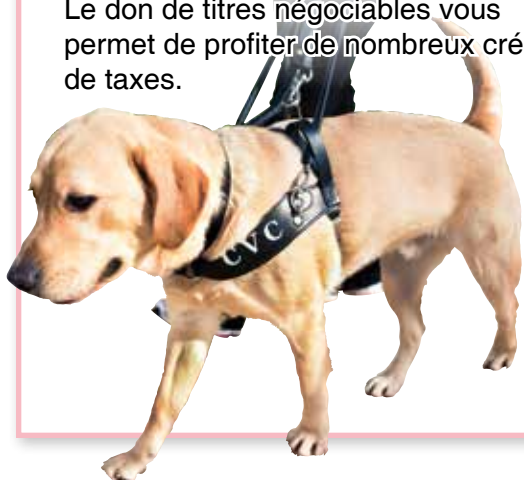 Le don de titres négociables vous
permet de profiter de nombreux cré
de taxes.
CVC